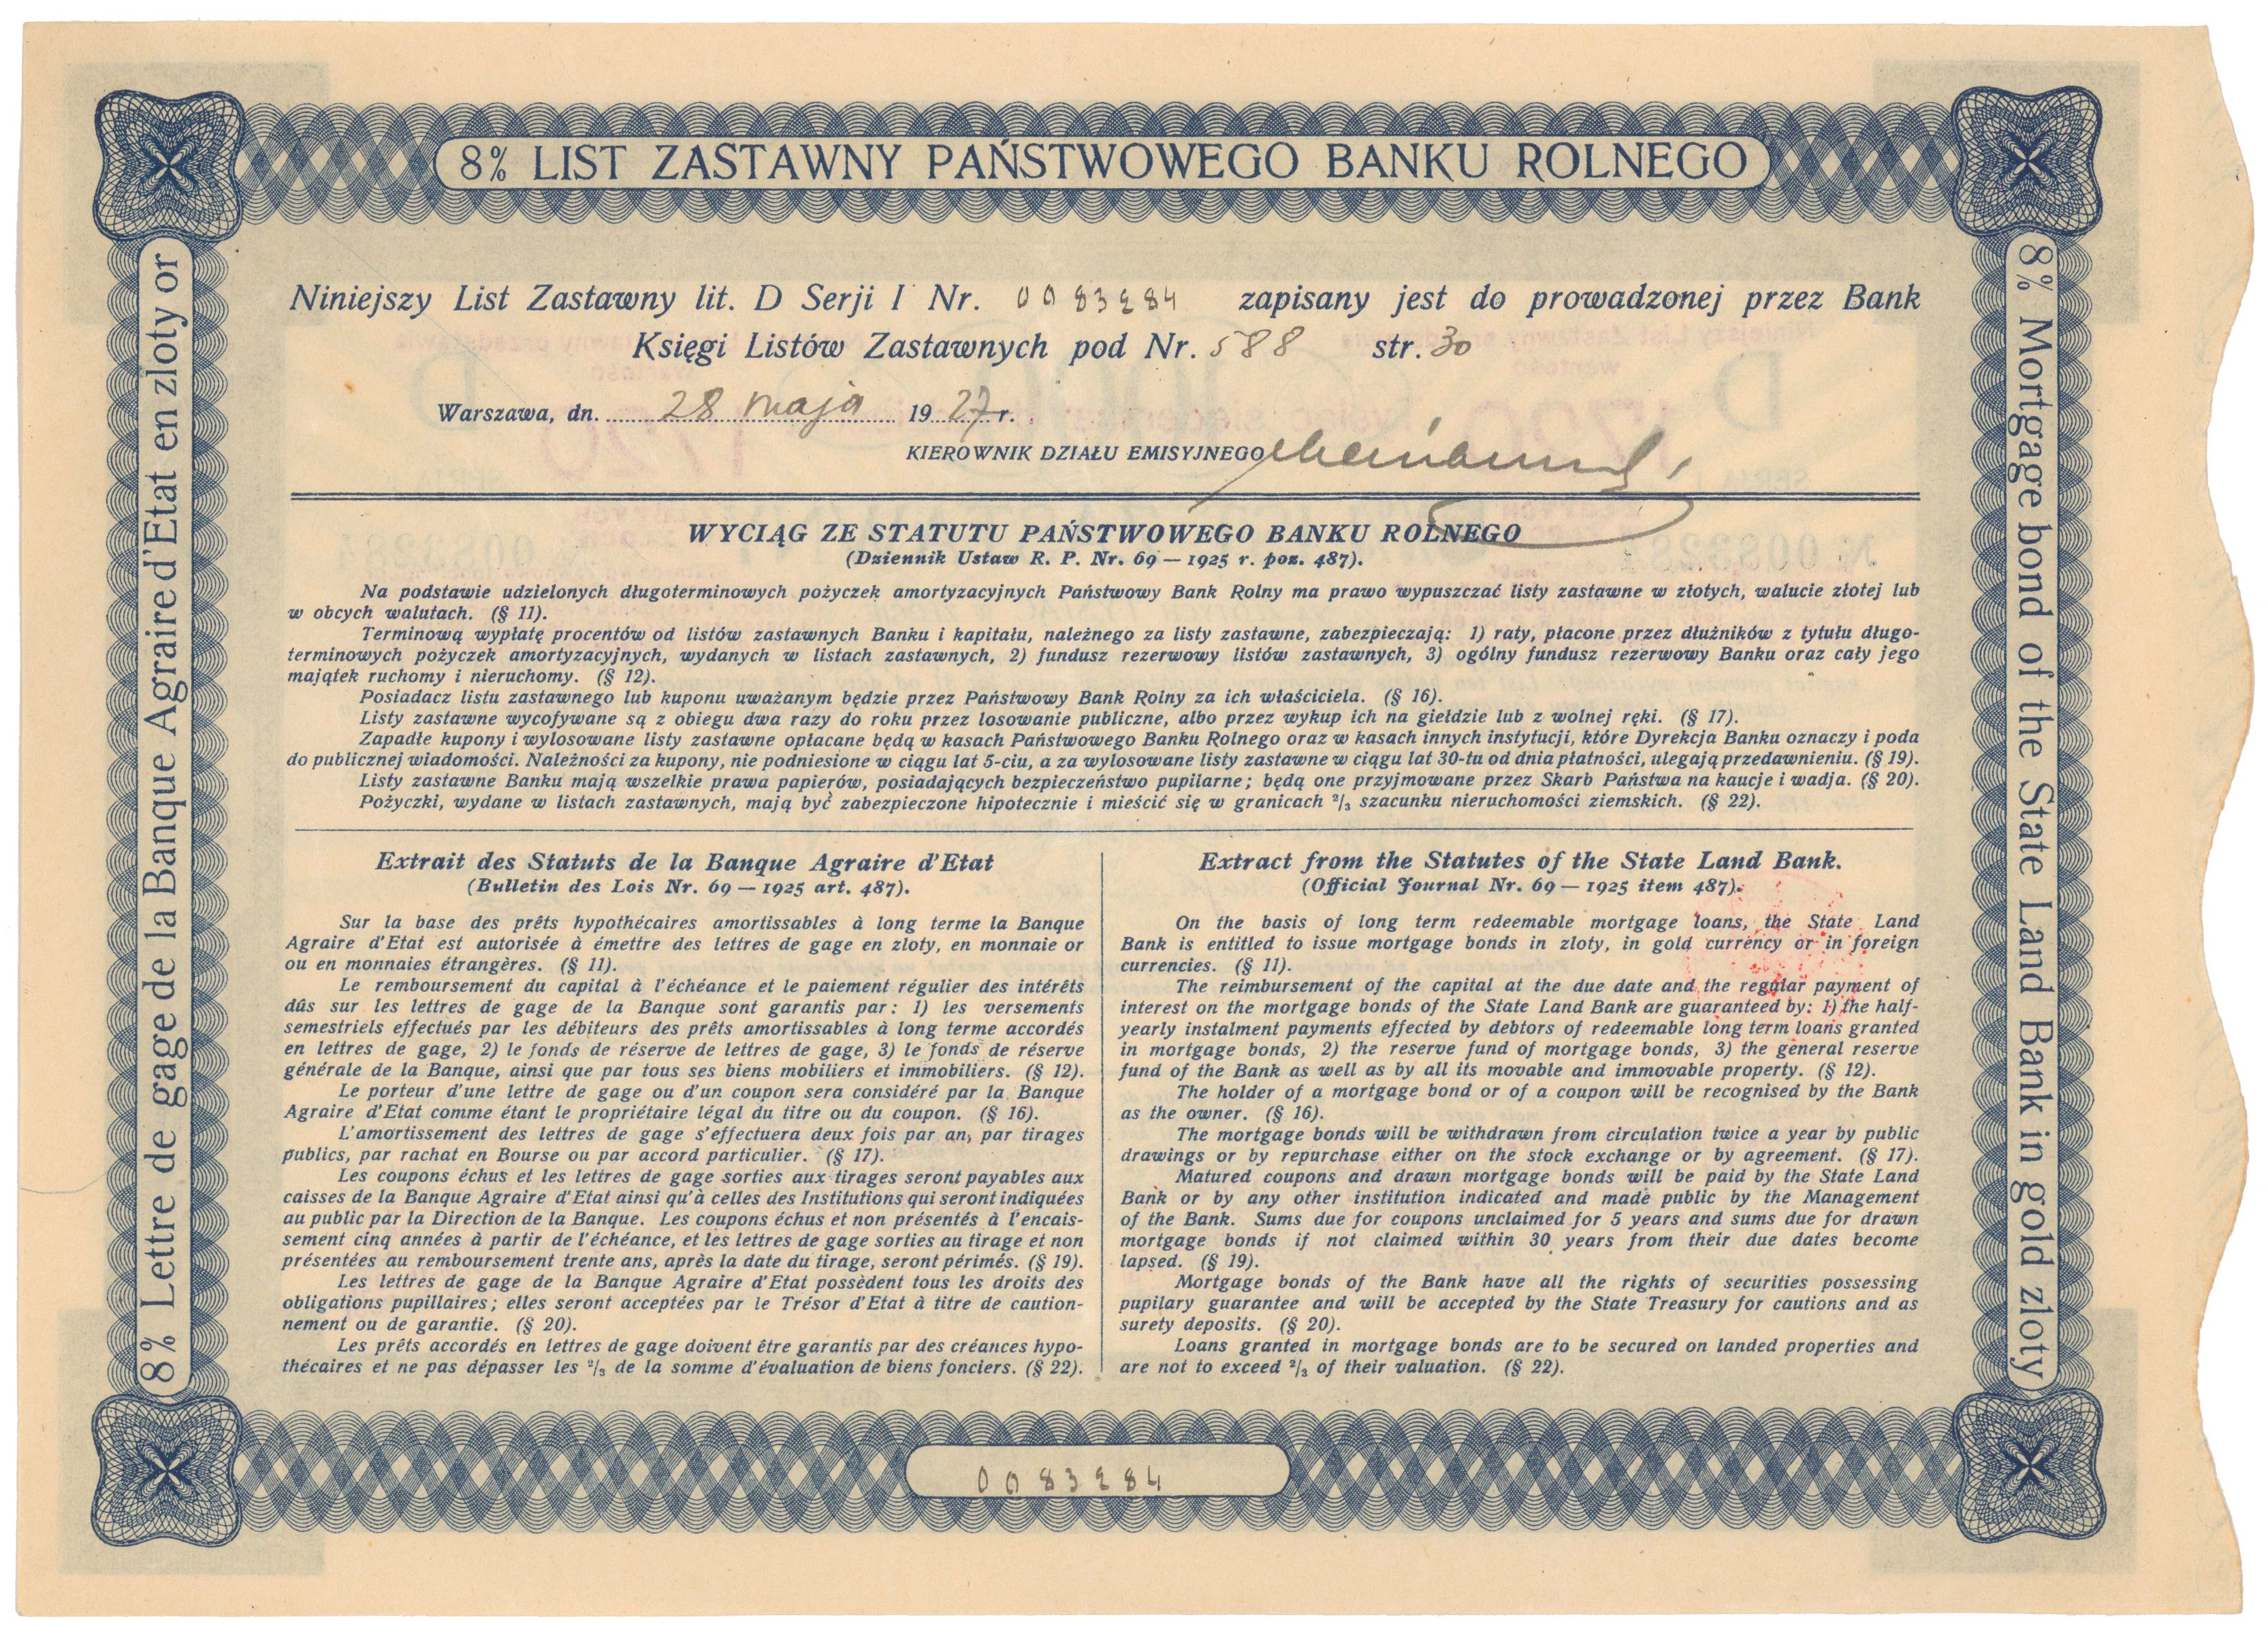 8% LIST ZASTAWNY PAŃSTWOWEGO BANKU ROLNEGO
8% Lettre de gage de la Banque Agraire d'Etat en zloty or
8% Mortgage bond of the State Land Bank in gold zloty
Niniejszy List Zastawny lit. D Serji I Nr. 0083284 zapisany jest do prowadzonej przez Bank
Księgi Listów Zastawnych pod Nr. 588 str. 30
Warszawa, dn. 28 maja 1927 r.
KIEROWNIK DZIAŁU EMISYJNEGO
WYCIĄG ZE STATUTU PAŃSTWOWEGO BANKU ROLNEGO
(Dziennik Ustaw R. P. Nr. 69 — 1925 r. poz. 487).
Na podstawie udzielonych długoterminowych pożyczek amortyzacyjnych Państwowy Bank Rolny ma prawo wypuszczać listy zastawne w złotych, walucie złotej lub
w obcych walutach. (§ 11).
Terminową wypłatę procentów od listów zastawnych Banku i kapitału, należnego za listy zastawne, zabezpieczają: 1) raty, płacone przez dłużników z tytułu długo-
terminowych pożyczek amortyzacyjnych, wydanych w listach zastawnych, 2) fundusz rezerwowy listów zastawnych, 3) ogólny fundusz rezerwowy Banku oraz cały jego
majątek ruchomy i nieruchomy. (§ 12).
Posiadacz listu zastawnego lub kuponu uważanym będzie przez Państwowy Bank Rolny za ich właściciela. (§ 16).
Listy zastawne wycofywane są z obiegu dwa razy do roku przez losowanie publiczne, albo przez wykup ich na giełdzie lub z wolnej ręki. (§ 17).
Zapadłe kupony i wylosowane listy zastawne opłacane będą w kasach Państwowego Banku Rolnego oraz w kasach innych instytucji, które Dyrekcja Banku oznaczy i poda
do publicznej wiadomości. Należności za kupony, nie podniesione w ciągu lat 5-ciu, a za wylosowane listy zastawne w ciągu lat 30-tu od dnia płatności, ulegają przedawnieniu. (§ 19).
Listy zastawne Banku mają wszelkie prawa papierów, posiadających bezpieczeństwo pupilarne; będą one przyjmowane przez Skarb Państwa na kaucje i wadja. (§ 20).
Pożyczki, wydane w listach zastawnych, mają być zabezpieczone hipotecznie i mieścić się w granicach ²/₃ szacunku nieruchomości ziemskich. (§ 22).
Extrait des Statuts de la Banque Agraire d'Etat
(Bulletin des Lois Nr. 69 — 1925 art. 487).
Sur la base des prêts hypothécaires amortissables à long terme la Banque
Agraire d'Etat est autorisée à émettre des lettres de gage en zloty, en monnaie or
ou en monnaies étrangères. (§ 11).
Le remboursement du capital à l'échéance et le paiement régulier des intérêts
dûs sur les lettres de gage de la Banque sont garantis par: 1) les versements
semestriels effectués par les débiteurs des prêts amortissables à long terme accordés
en lettres de gage, 2) le fonds de réserve de lettres de gage, 3) le fonds de réserve
générale de la Banque, ainsi que par tous ses biens mobiliers et immobiliers. (§ 12).
Le porteur d'une lettre de gage ou d'un coupon sera considéré par la Banque
Agraire d'Etat comme étant le propriétaire légal du titre ou du coupon. (§ 16).
L'amortissement des lettres de gage s'effectuera deux fois par an, par tirages
publics, par rachat en Bourse ou par accord particulier. (§ 17).
Les coupons échus et les lettres de gage sorties aux tirages seront payables aux
caisses de la Banque Agraire d'Etat ainsi qu'à celles des Institutions qui seront indiquées
au public par la Direction de la Banque. Les coupons échus et non présentés à l'encais-
sement cinq années à partir de l'échéance, et les lettres de gage sorties au tirage et non
présentées au remboursement trente ans, après la date du tirage, seront périmés. (§ 19).
Les lettres de gage de la Banque Agraire d'Etat possèdent tous les droits des
obligations pupillaires; elles seront acceptées par le Trésor d'Etat à titre de caution-
nement ou de garantie. (§ 20).
Les prêts accordés en lettres de gage doivent être garantis par des créances hypo-
thécaires et ne pas dépasser les ²/₃ de la somme d'évaluation de biens fonciers. (§ 22).
Extract from the Statutes of the State Land Bank.
(Official Journal Nr. 69 — 1925 item 487).
On the basis of long term redeemable mortgage loans, the State Land
Bank is entitled to issue mortgage bonds in zloty, in gold currency or in foreign
currencies. (§ 11).
The reimbursement of the capital at the due date and the regular payment of
interest on the mortgage bonds of the State Land Bank are guaranteed by: 1) the half-
yearly instalment payments effected by debtors of redeemable long term loans granted
in mortgage bonds, 2) the reserve fund of mortgage bonds, 3) the general reserve
fund of the Bank as well as by all its movable and immovable property. (§ 12).
The holder of a mortgage bond or of a coupon will be recognised by the Bank
as the owner. (§ 16).
The mortgage bonds will be withdrawn from circulation twice a year by public
drawings or by repurchase either on the stock exchange or by agreement. (§ 17).
Matured coupons and drawn mortgage bonds will be paid by the State Land
Bank or by any other institution indicated and made public by the Management
of the Bank. Sums due for coupons unclaimed for 5 years and sums due for drawn
mortgage bonds if not claimed within 30 years from their due dates become
lapsed. (§ 19).
Mortgage bonds of the Bank have all the rights of securities possessing
pupilary guarantee and will be accepted by the State Treasury for cautions and as
surety deposits. (§ 20).
Loans granted in mortgage bonds are to be secured on landed properties and
are not to exceed ²/₃ of their valuation. (§ 22).
0083284